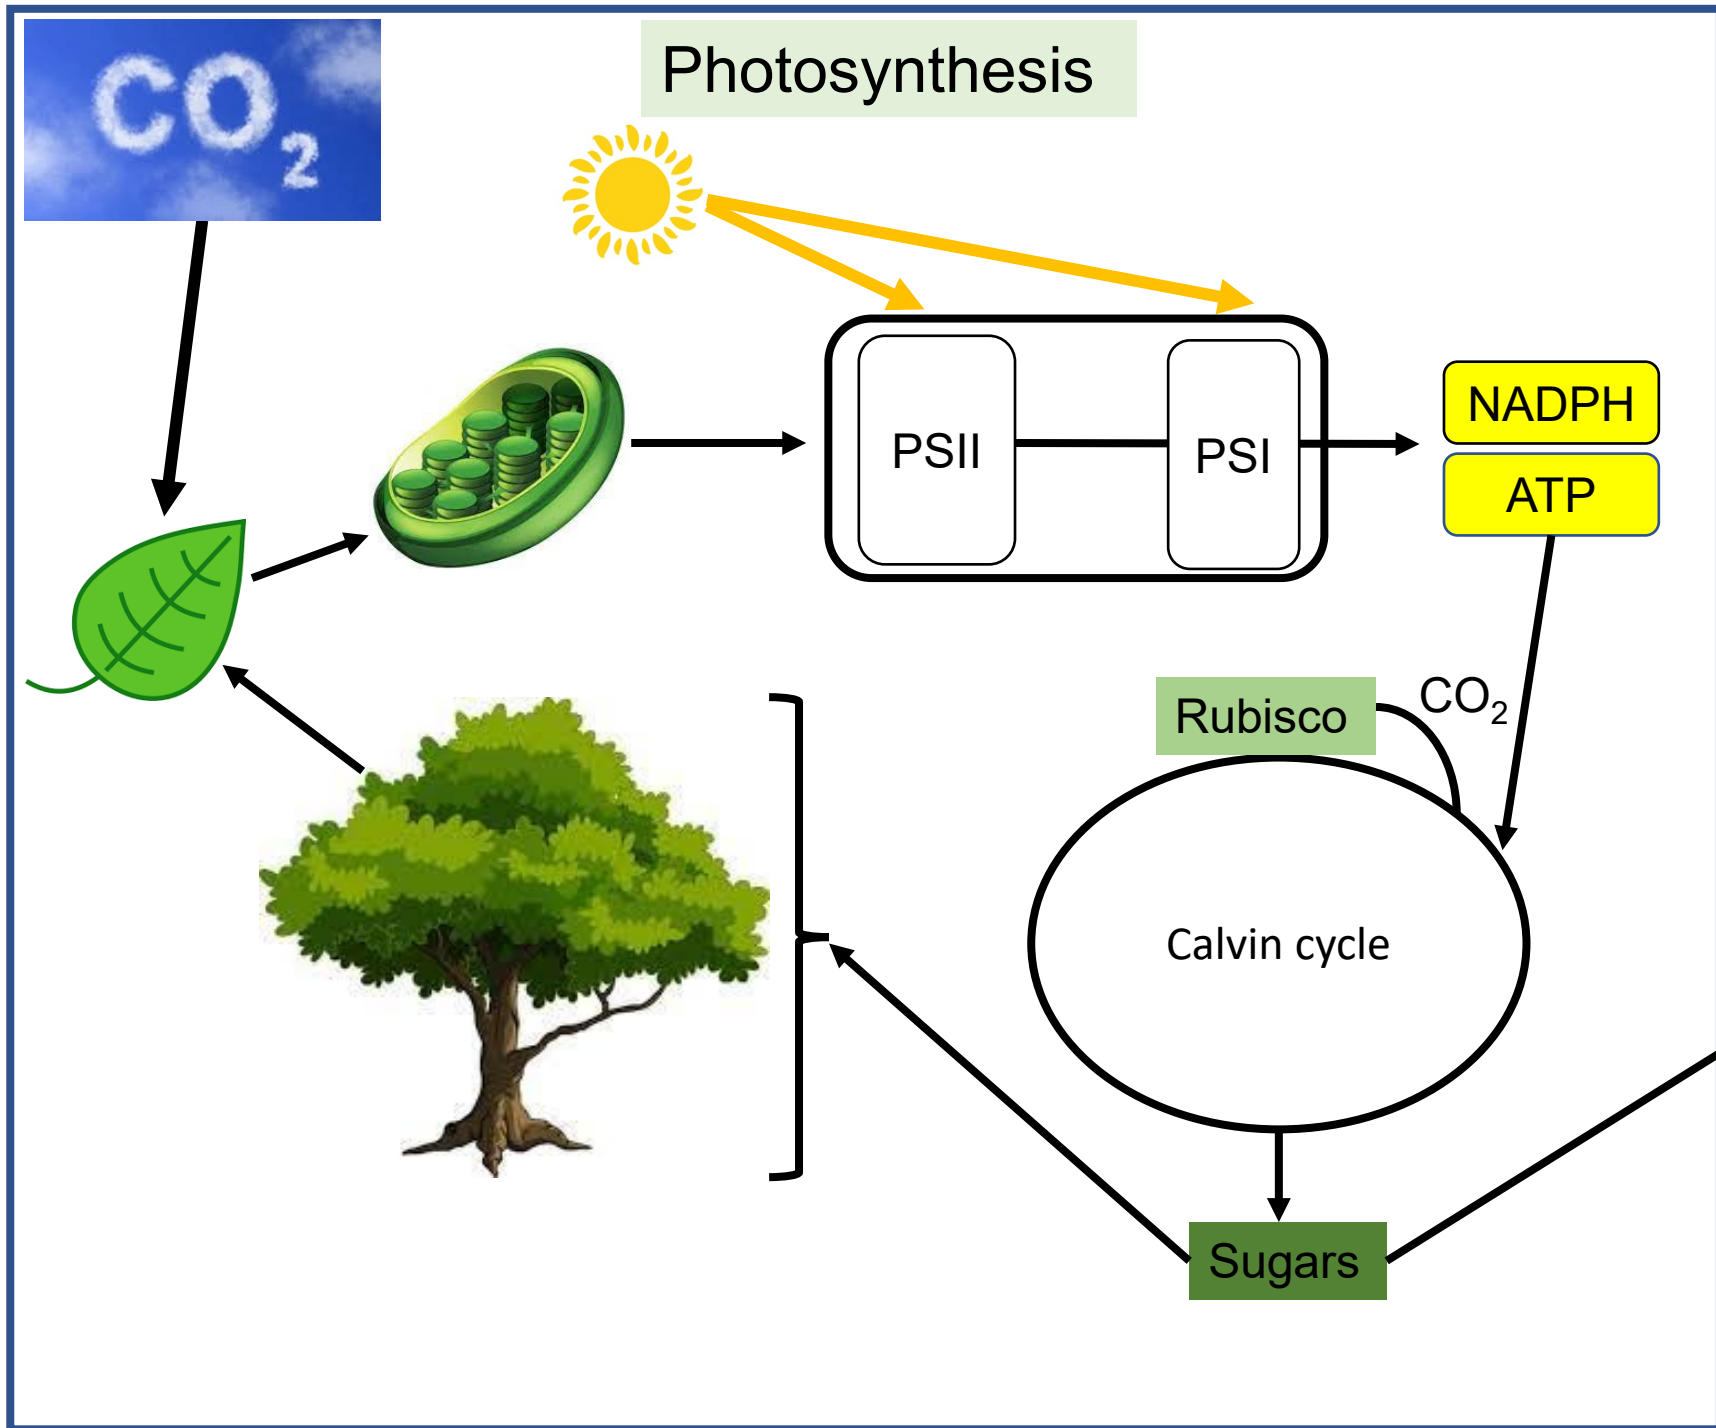 CO₂
Photosynthesis
PSII
PSI
NADPH
ATP
Rubisco
CO₂
Calvin cycle
Sugars